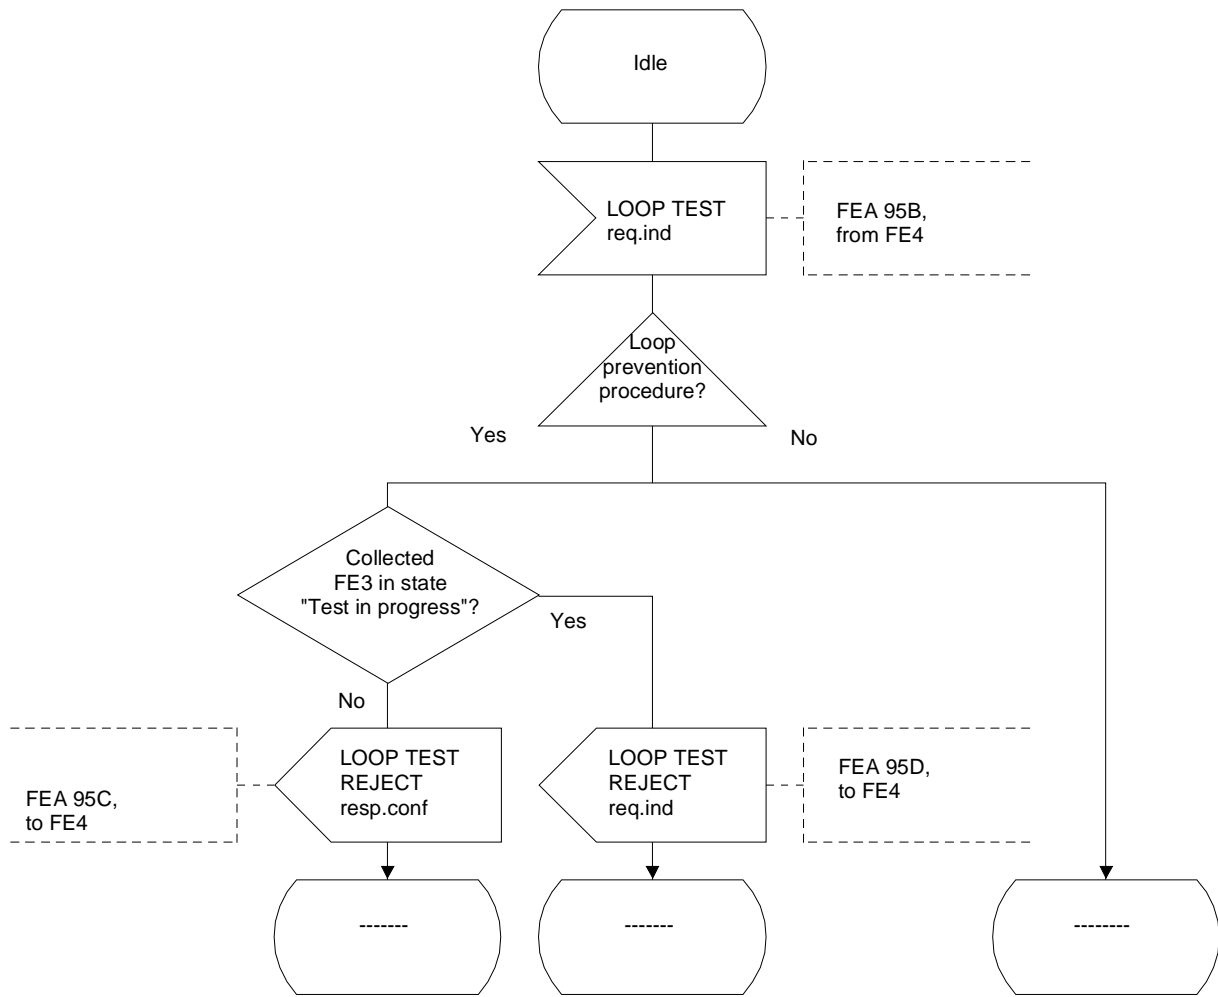 Idle
LOOP TEST
req.ind
FEA 95B,
from FE4
Loop
prevention
procedure?
Yes
No
Collected
FE3 in state
"Test in progress"?
Yes
No
LOOP TEST
REJECT
resp.conf
FEA 95C,
to FE4
LOOP TEST
REJECT
req.ind
FEA 95D,
to FE4
-------
-------
--------